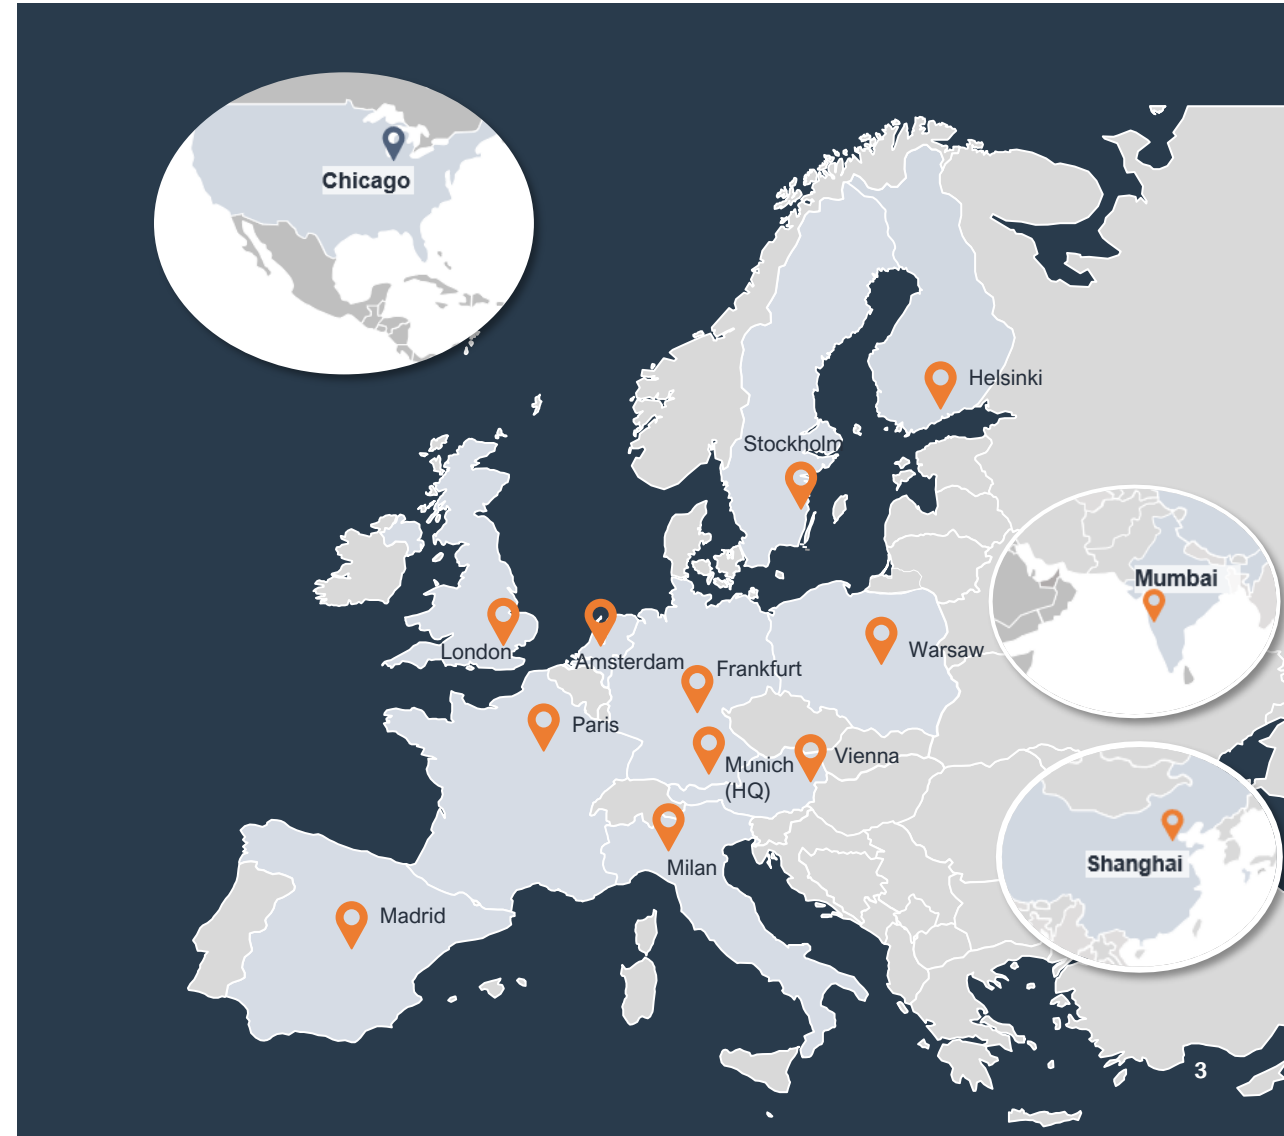 Chicago
Helsinki
Stockholm
Mumbai
London
Amsterdam
Warsaw
Frankfurt
Paris
Munich
(HQ)
Vienna
Milan
Shanghai
Madrid
3